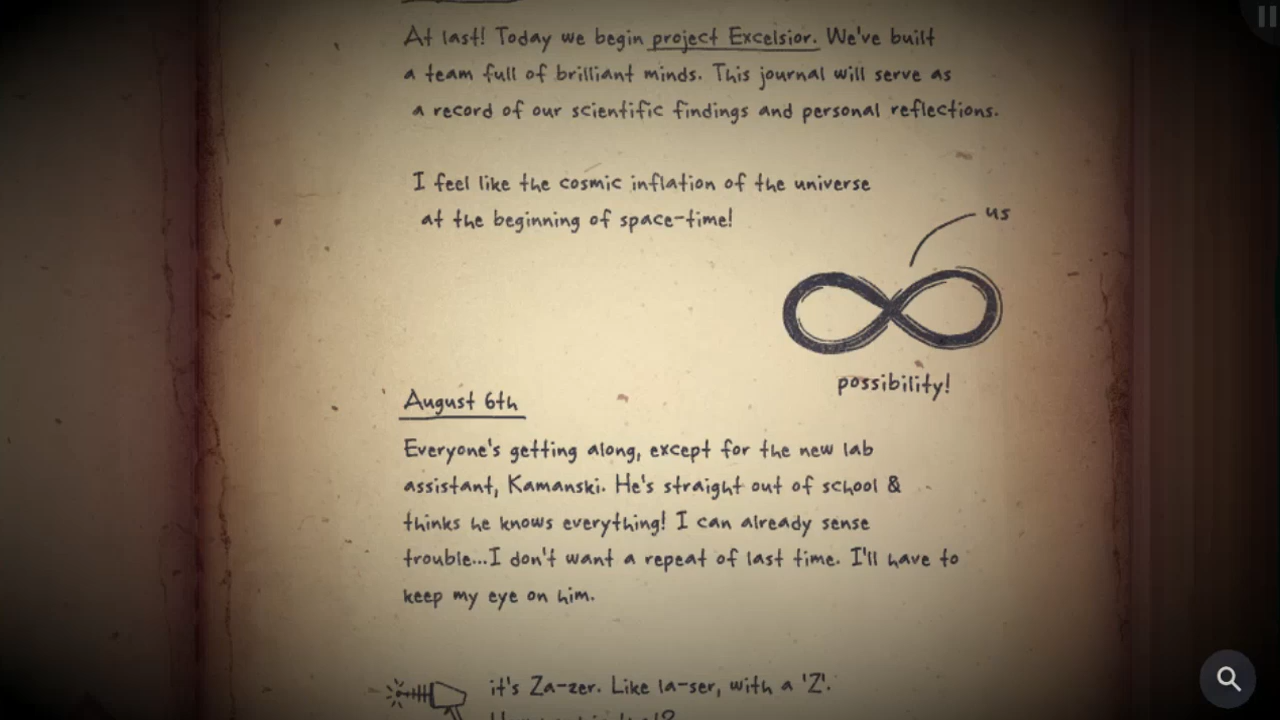 At last! Today we begin project Excelsior. We've built
a team full of brilliant minds. This journal will serve as
a record of our scientific findings and personal reflections.
I feel like the cosmic inflation of the universe
at the beginning of space-time!
us
possibility!
August 6th
Everyone's getting along, except for the new lab
assistant, Kamanski. He's straight out of school &
thinks he knows everything! I can already sense
trouble...I don't want a repeat of last time. I'll have to
keep my eye on him.
it's Za-zer. Like la-ser, with a 'Z'.